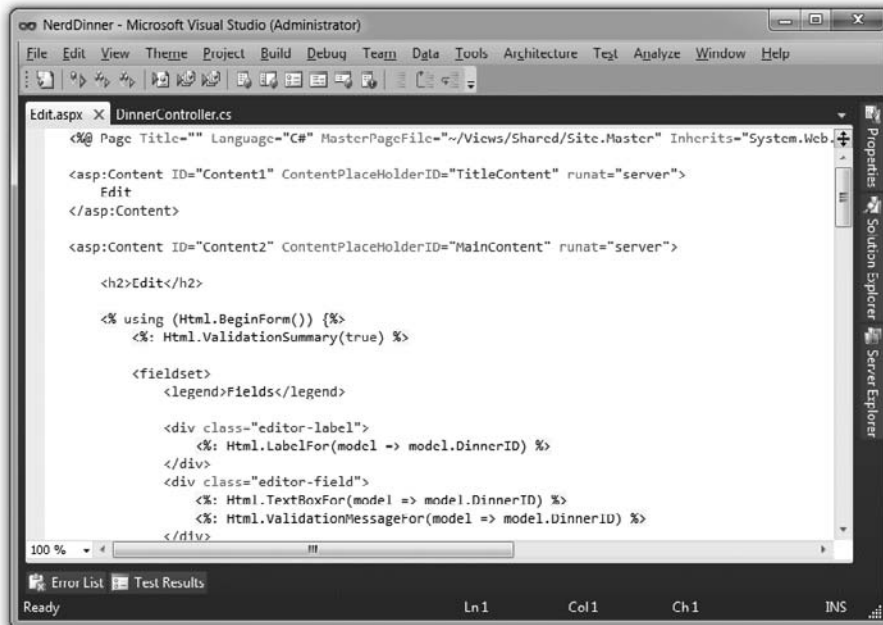 NerdDinner - Microsoft Visual Studio (Administrator)
File Edit View Theme Project Build Debug Team Data Tools Architecture Test Analyze Window Help
Edit.aspx X DinnerController.cs
<%@ Page Title="" Language="C#" MasterPageFile="~/Views/Shared/Site.Master" Inherits="System.Web.
<asp:Content ID="Content1" ContentPlaceHolderID="TitleContent" runat="server">
Edit
</asp:Content>
<asp:Content ID="Content2" ContentPlaceHolderID="MainContent" runat="server">
<h2>Edit</h2>
<% using (Html.BeginForm()) {%>
<%: Html.ValidationSummary(true) %>
<fieldset>
<legend>Fields</legend>
<div class="editor-label">
<%: Html.LabelFor(model => model.DinnerID) %>
</div>
<div class="editor-field">
<%: Html.TextBoxFor(model => model.DinnerID) %>
<%: Html.ValidationMessageFor(model => model.DinnerID) %>
</div>
100 %
Properties
Solution Explorer
Server Explorer
Error List Test Results
Ready Ln 1 Col 1 Ch 1 INS